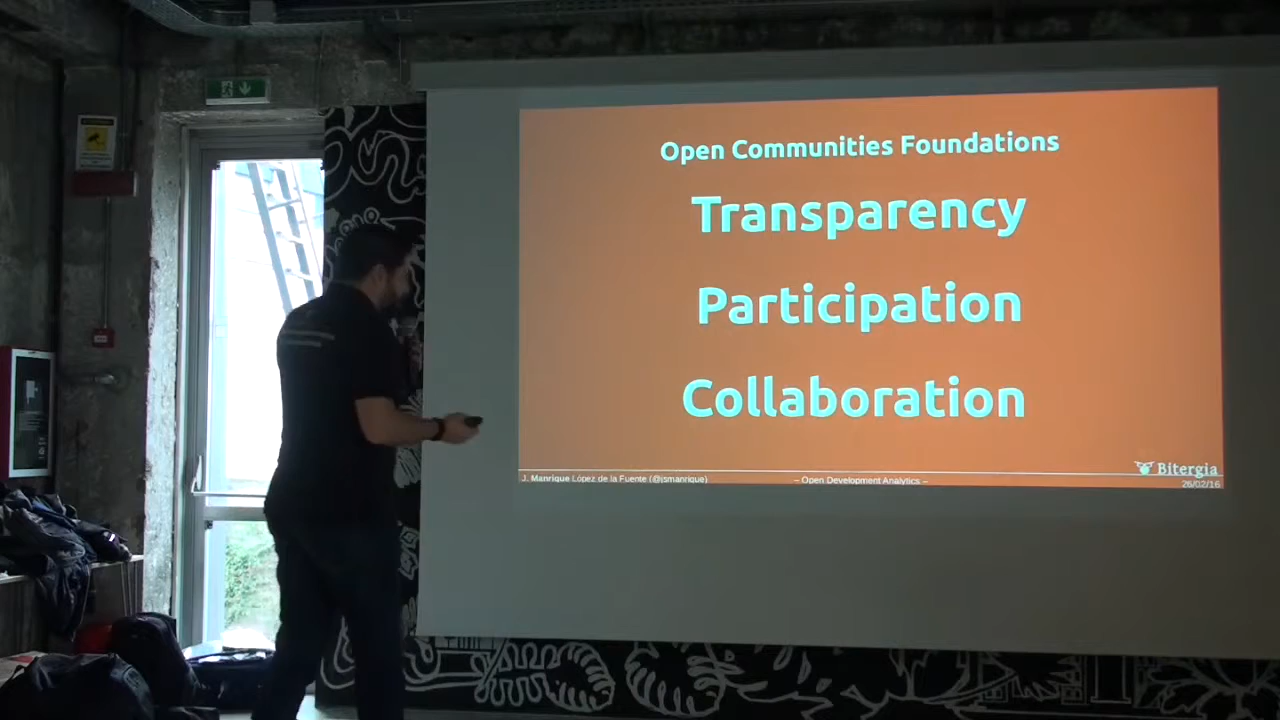 Open Communities Foundations
Transparency
Participation
Collaboration
Bitergia
J. Manrique López de la Fuente (@jsmanrique)
– Open Development Analytics –
26/02/16